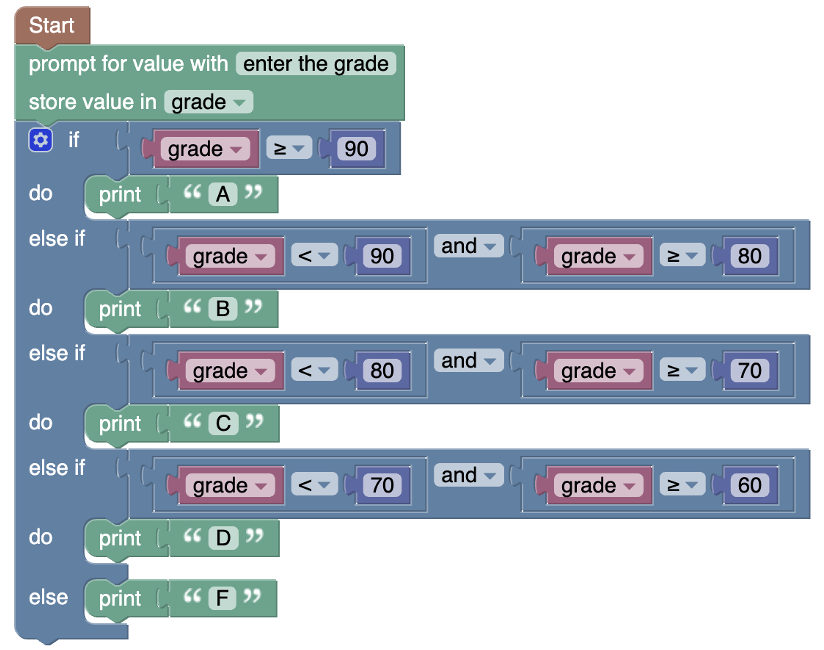 Start
prompt for value with enter the grade
store value in grade
if grade ≥ 90
do print “ A ”
else if grade < 90 and grade ≥ 80
do print “ B ”
else if grade < 80 and grade ≥ 70
do print “ C ”
else if grade < 70 and grade ≥ 60
do print “ D ”
else print “ F ”